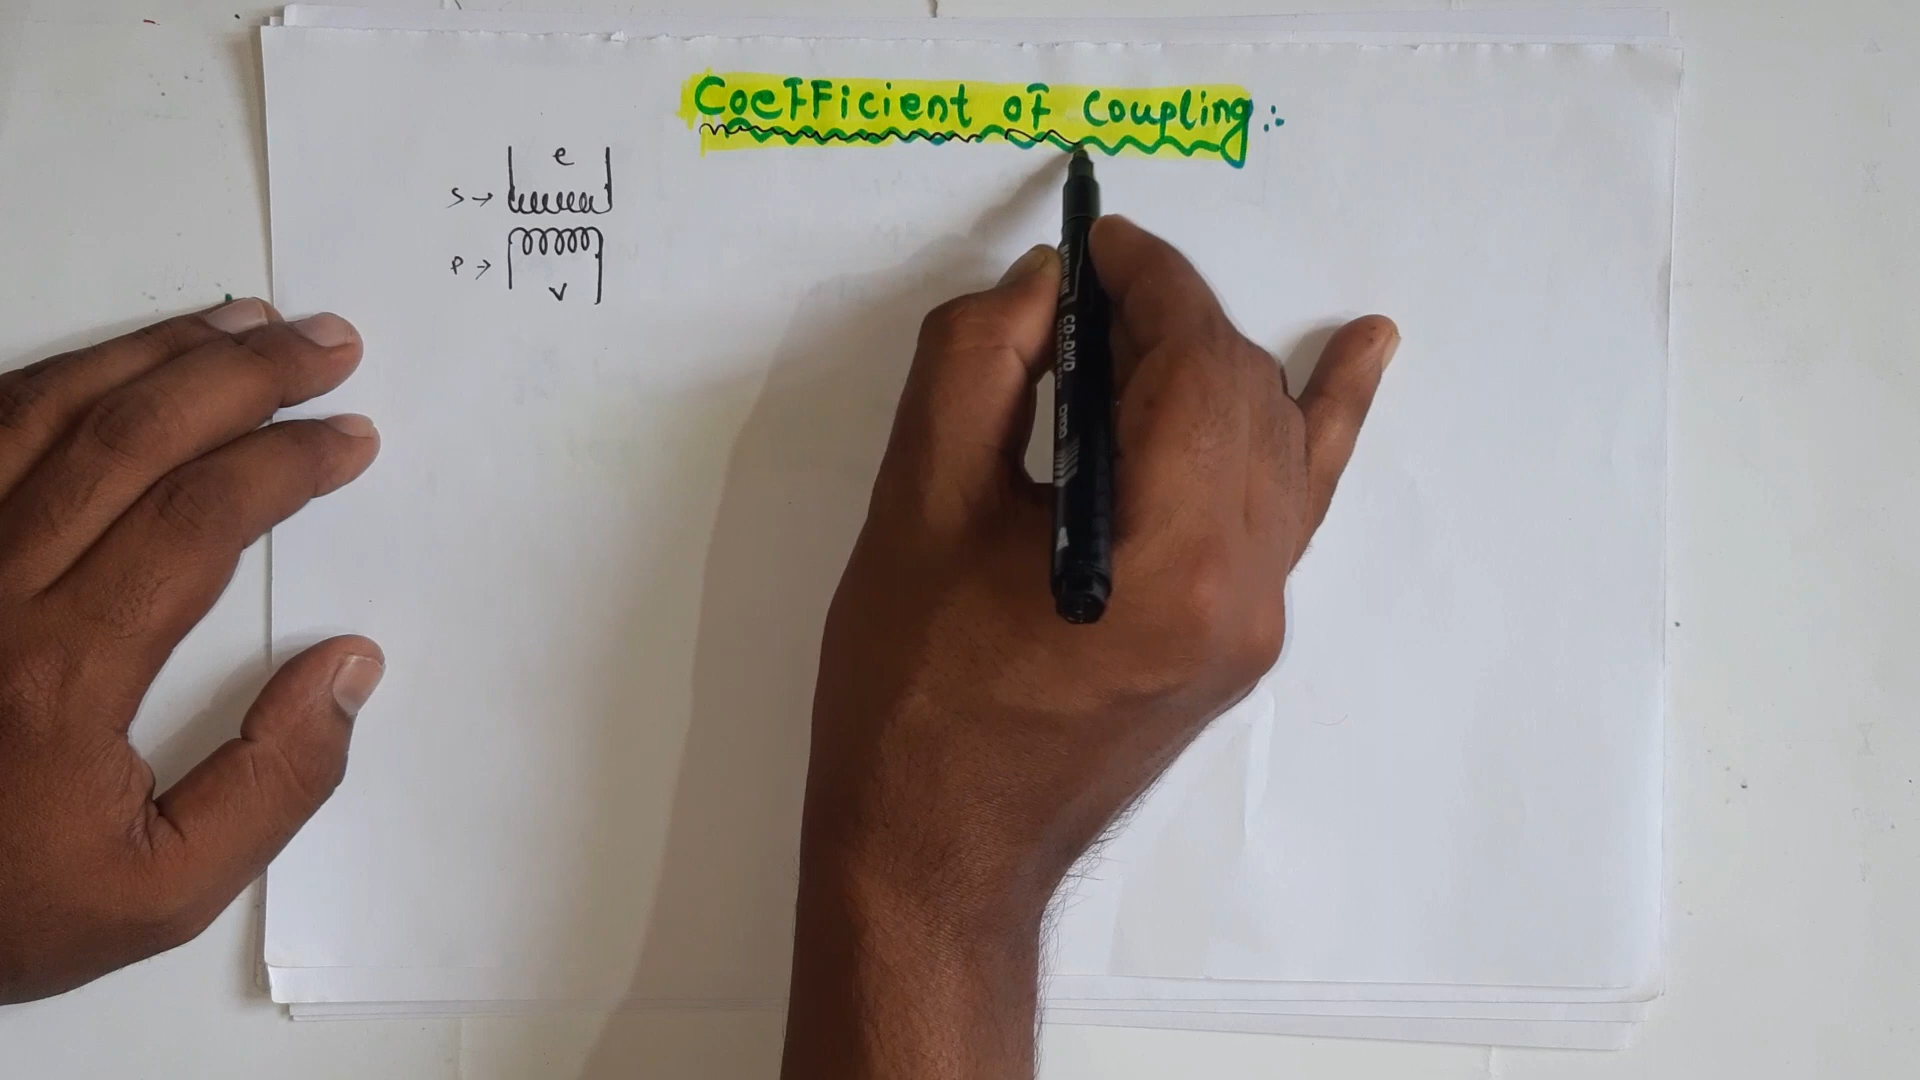 Coefficient of Coupling :-
e
S →
P →
V
CD-DVD